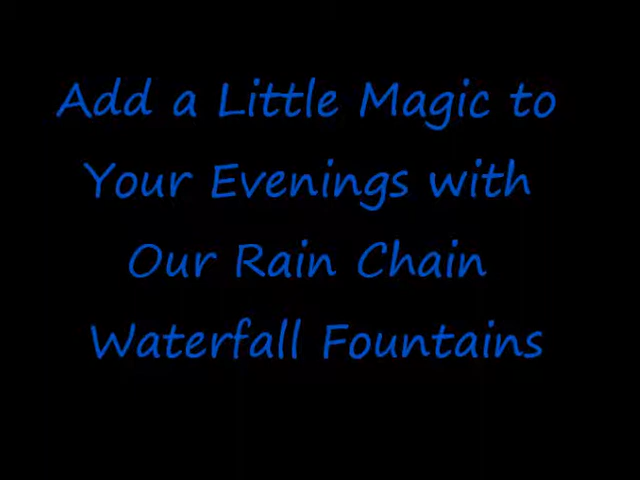 Add a Little Magic to
Your Evenings with
Our Rain Chain
Waterfall Fountains